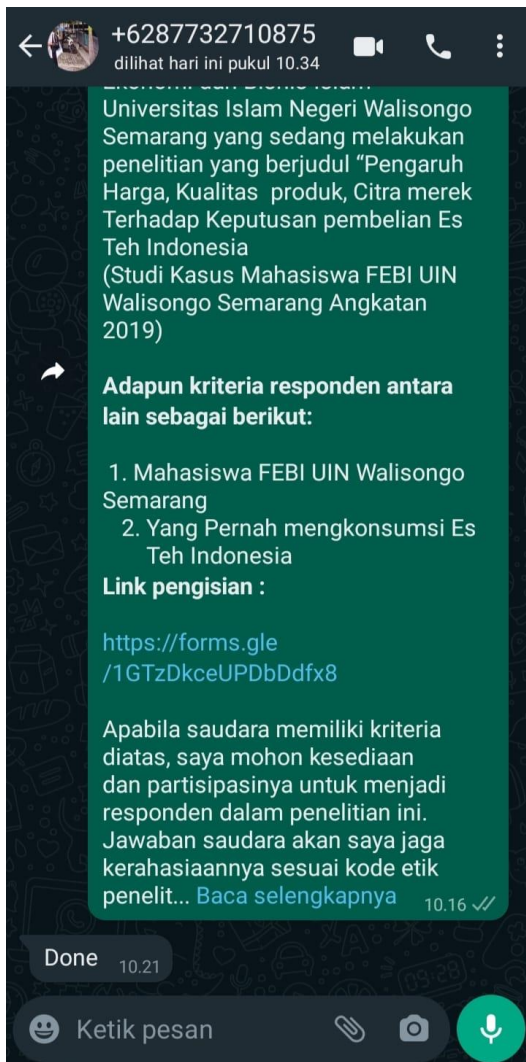 +6287732710875
dilihat hari ini pukul 10.34
Ekonomi dan Bisnis Islam
Universitas Islam Negeri Walisongo
Semarang yang sedang melakukan
penelitian yang berjudul “Pengaruh
Harga, Kualitas  produk, Citra merek
Terhadap Keputusan pembelian Es
Teh Indonesia
(Studi Kasus Mahasiswa FEBI UIN
Walisongo Semarang Angkatan
2019)
Adapun kriteria responden antara
lain sebagai berikut:
1. Mahasiswa FEBI UIN Walisongo
Semarang
2. Yang Pernah mengkonsumsi Es
Teh Indonesia
Link pengisian :
https://forms.gle
/1GTzDkceUPDbDdfx8
Apabila saudara memiliki kriteria
diatas, saya mohon kesediaan
dan partisipasinya untuk menjadi
responden dalam penelitian ini.
Jawaban saudara akan saya jaga
kerahasiaannya sesuai kode etik
penelit... Baca selengkapnya 10.16
Done 10.21
Ketik pesan